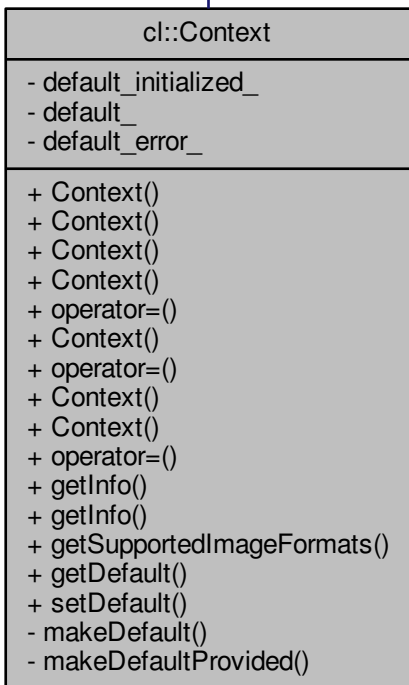 cl::Context
- default_initialized_
- default_
- default_error_
+ Context()
+ Context()
+ Context()
+ Context()
+ operator=()
+ Context()
+ operator=()
+ Context()
+ Context()
+ operator=()
+ getInfo()
+ getInfo()
+ getSupportedImageFormats()
+ getDefault()
+ setDefault()
- makeDefault()
- makeDefaultProvided()